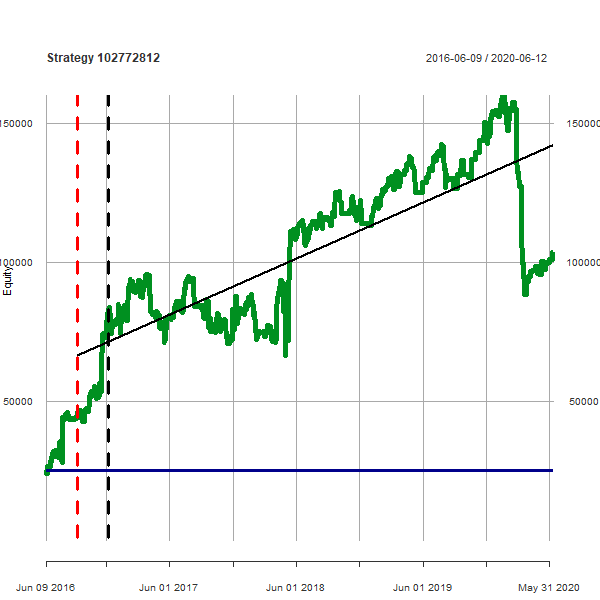 Strategy 102772812 2016-06-09 / 2020-06-12
150000 150000
100000 100000
Equity
50000 50000
Jun 09 2016 Jun 01 2017 Jun 01 2018 Jun 01 2019 May 31 2020